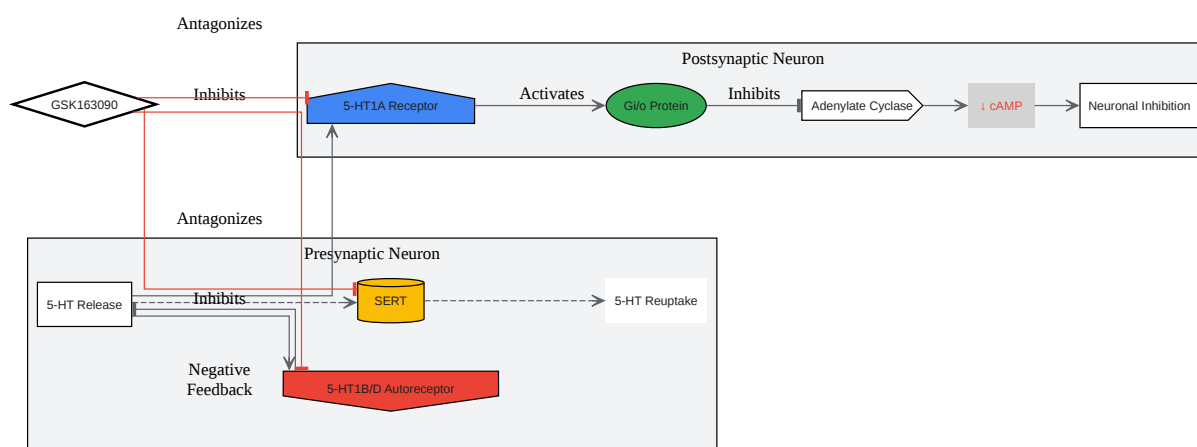 Antagonizes
Postsynaptic Neuron
GSK163090
Inhibits
5-HT1A Receptor
Activates
Gi/o Protein
Inhibits
Adenylate Cyclase
↓ cAMP
Neuronal Inhibition
Antagonizes
Presynaptic Neuron
5-HT Release
Inhibits
SERT
5-HT Reuptake
Negative
Feedback
5-HT1B/D Autoreceptor